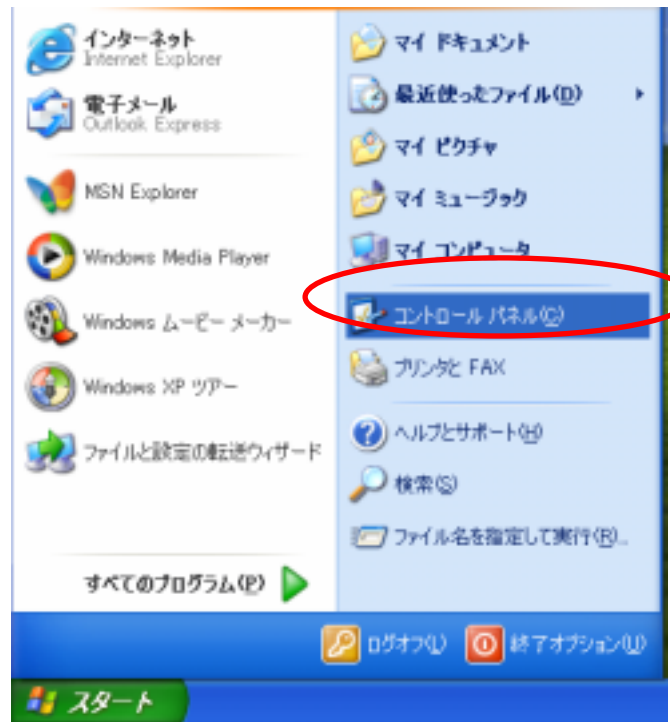 インターネット
Internet Explorer
電子メール
Outlook Express
MSN Explorer
Windows Media Player
Windows ムービー メーカー
Windows XP ツアー
ファイルと設定の転送ウィザード
すべてのプログラム(P)
マイ ドキュメント
最近使ったファイル(D)
マイ ピクチャ
マイ ミュージック
マイ コンピュータ
コントロール パネル(C)
プリンタと FAX
ヘルプとサポート(H)
検索(S)
ファイル名を指定して実行(R)...
ログオフ(L)
終了オプション(U)
スタート